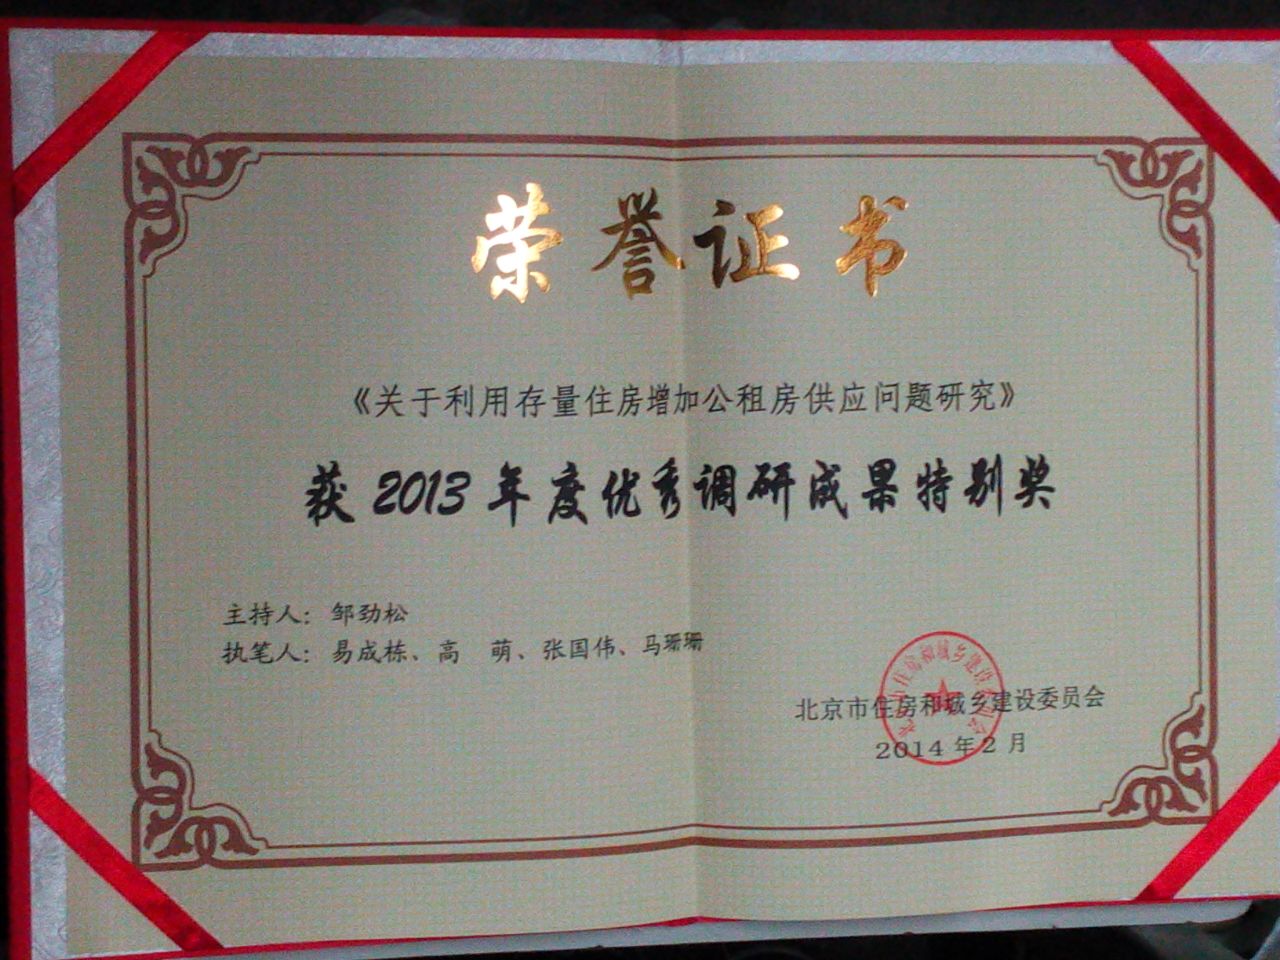 荣誉证书
《关于利用存量住房增加公租房供应问题研究》
获2013年度优秀调研成果特别奖
主持人：邹劲松
执笔人：易成栋、高　萌、张国伟、马珊珊
北京市住房和城乡建设委员会
2014年2月